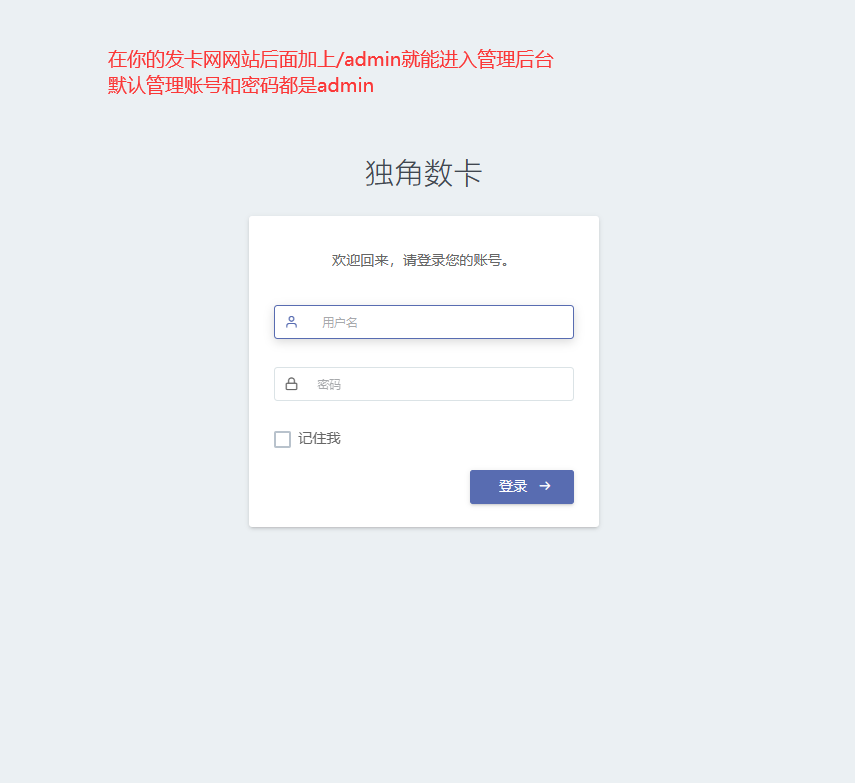 在你的发卡网网站后面加上/admin就能进入管理后台
默认管理账号和密码都是admin
独角数卡
欢迎回来，请登录您的账号。
用户名
密码
记住我
登录 →